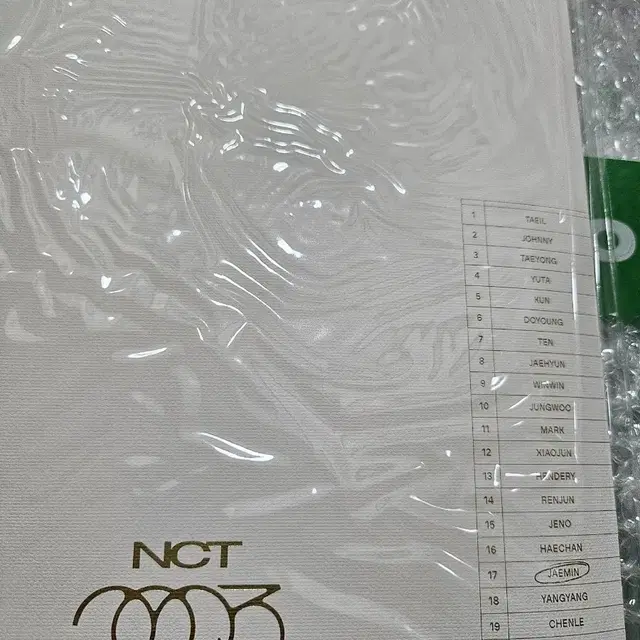 1 TAEIL
2 JOHNNY
3 TAEYONG
4 YUTA
5 KUN
6 DOYOUNG
7 TEN
8 JAEHYUN
9 WINWIN
10 JUNGWOO
11 MARK
12 XIAOJUN
13 HENDERY
14 RENJUN
15 JENO
16 HAECHAN
17 JAEMIN
18 YANGYANG
19 CHENLE
NCT